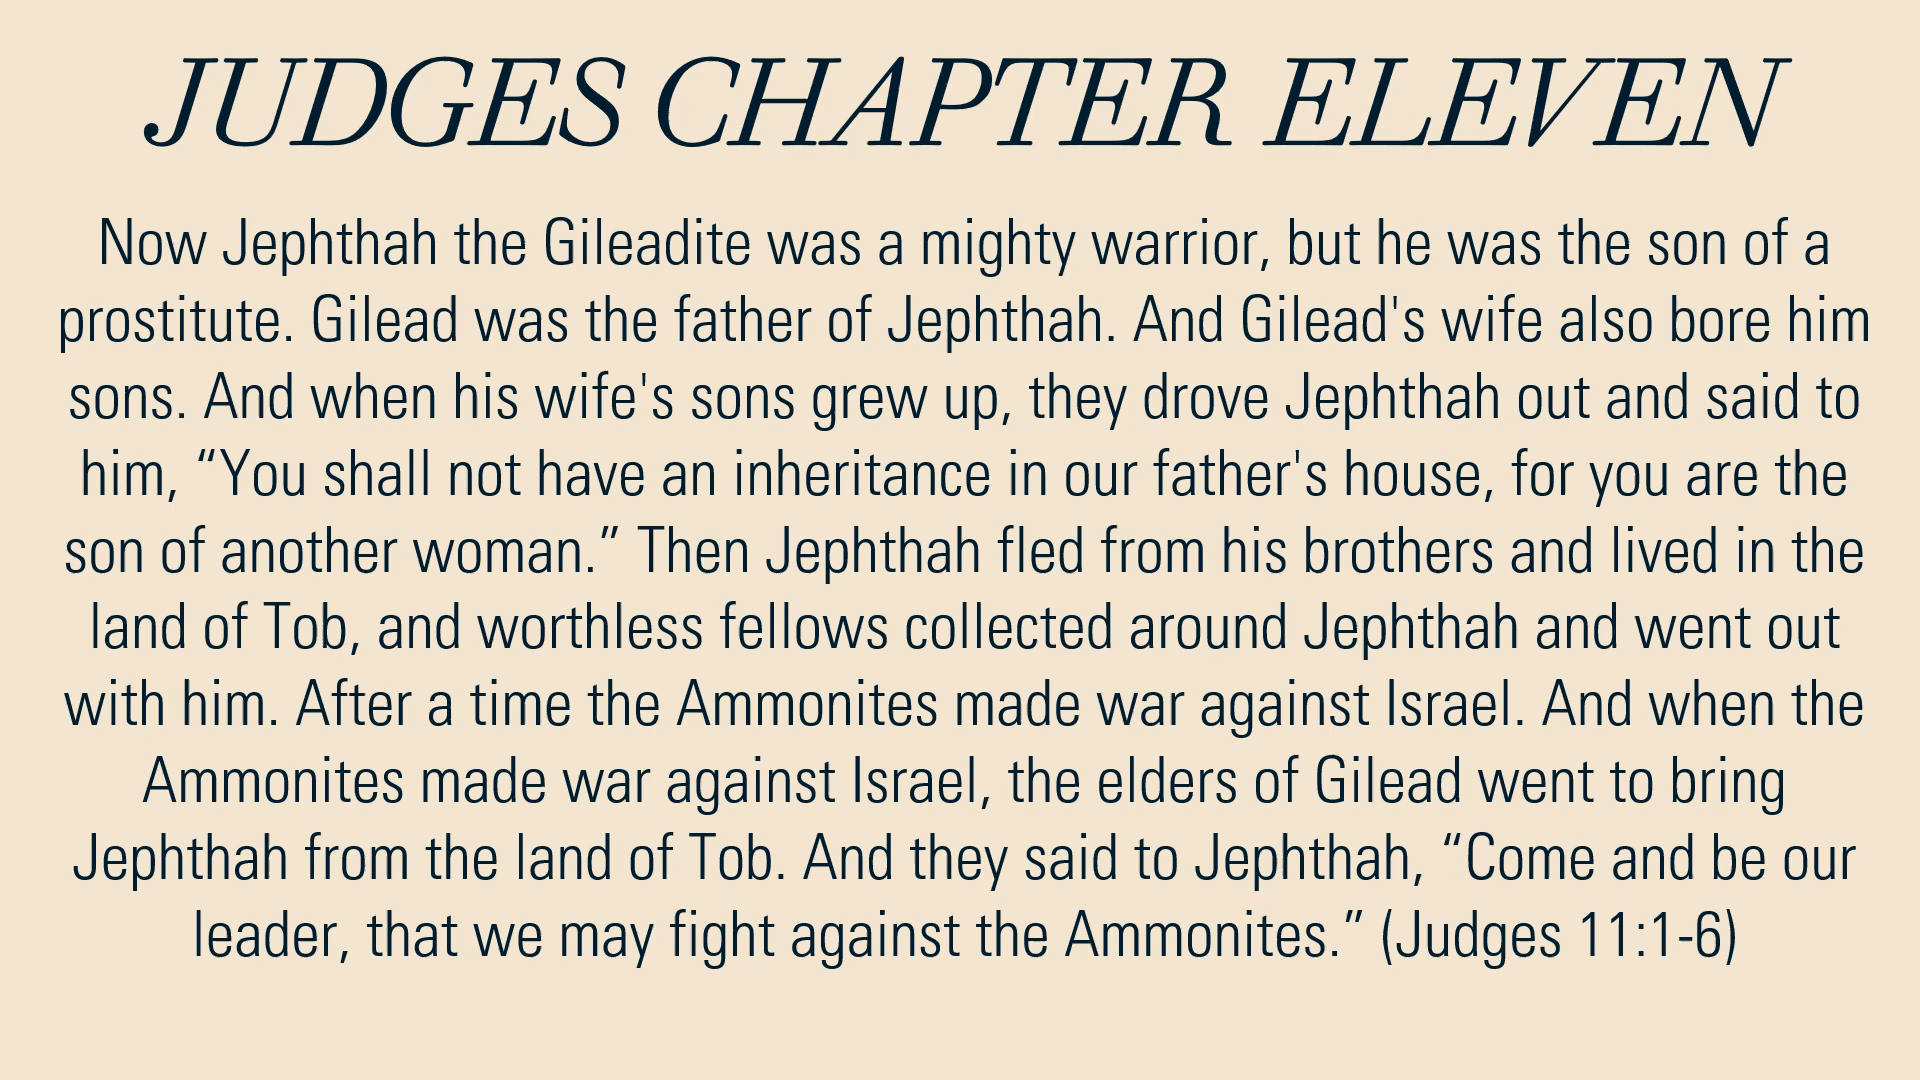 JUDGES CHAPTER ELEVEN
Now Jephthah the Gileadite was a mighty warrior, but he was the son of a
prostitute. Gilead was the father of Jephthah. And Gilead's wife also bore him
sons. And when his wife's sons grew up, they drove Jephthah out and said to
him, “You shall not have an inheritance in our father's house, for you are the
son of another woman.” Then Jephthah fled from his brothers and lived in the
land of Tob, and worthless fellows collected around Jephthah and went out
with him. After a time the Ammonites made war against Israel. And when the
Ammonites made war against Israel, the elders of Gilead went to bring
Jephthah from the land of Tob. And they said to Jephthah, “Come and be our
leader, that we may fight against the Ammonites.” (Judges 11:1-6)